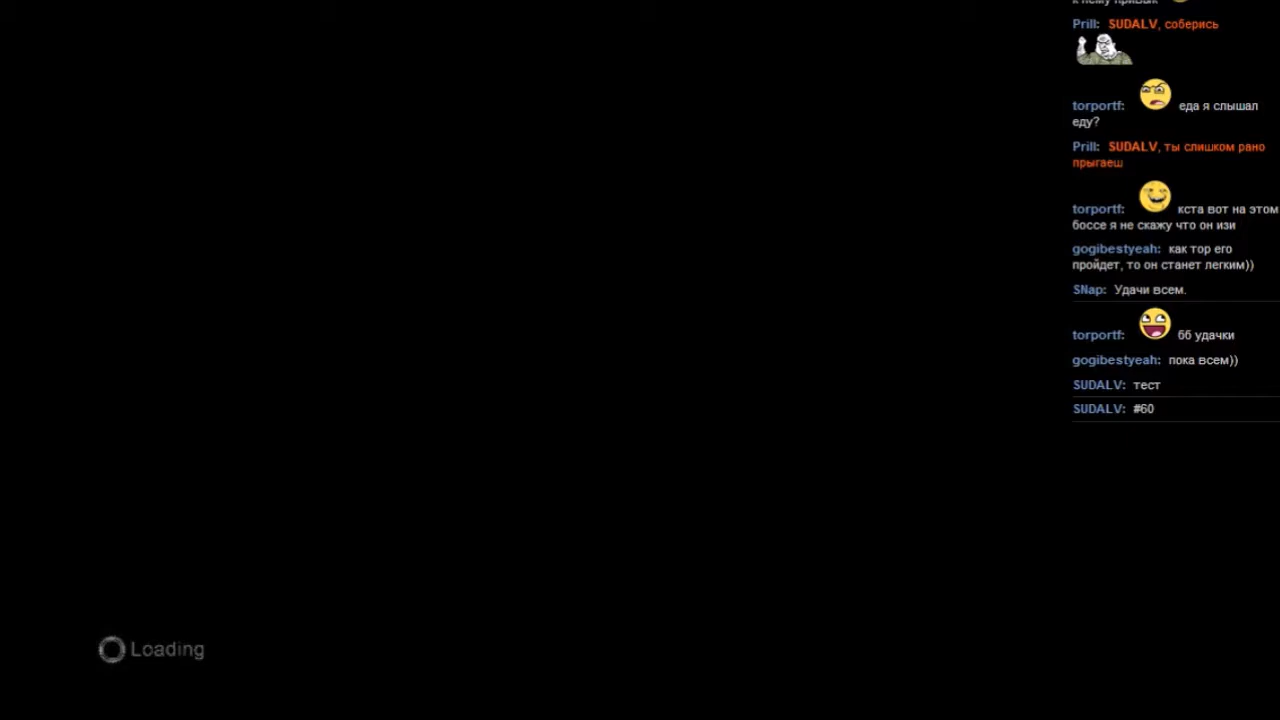 к нему привык
Prill: SUDALV, соберись
torportf: еда я слышал
еду?
Prill: SUDALV, ты слишком рано
прыгаеш
torportf: кста вот на этом
боссе я не скажу что он изи
gogibestyeah: как тор его
пройдет, то он станет легким))
SNap: Удачи всем.
torportf: бб удачки
gogibestyeah: пока всем))
SUDALV: тест
SUDALV: #60
Loading